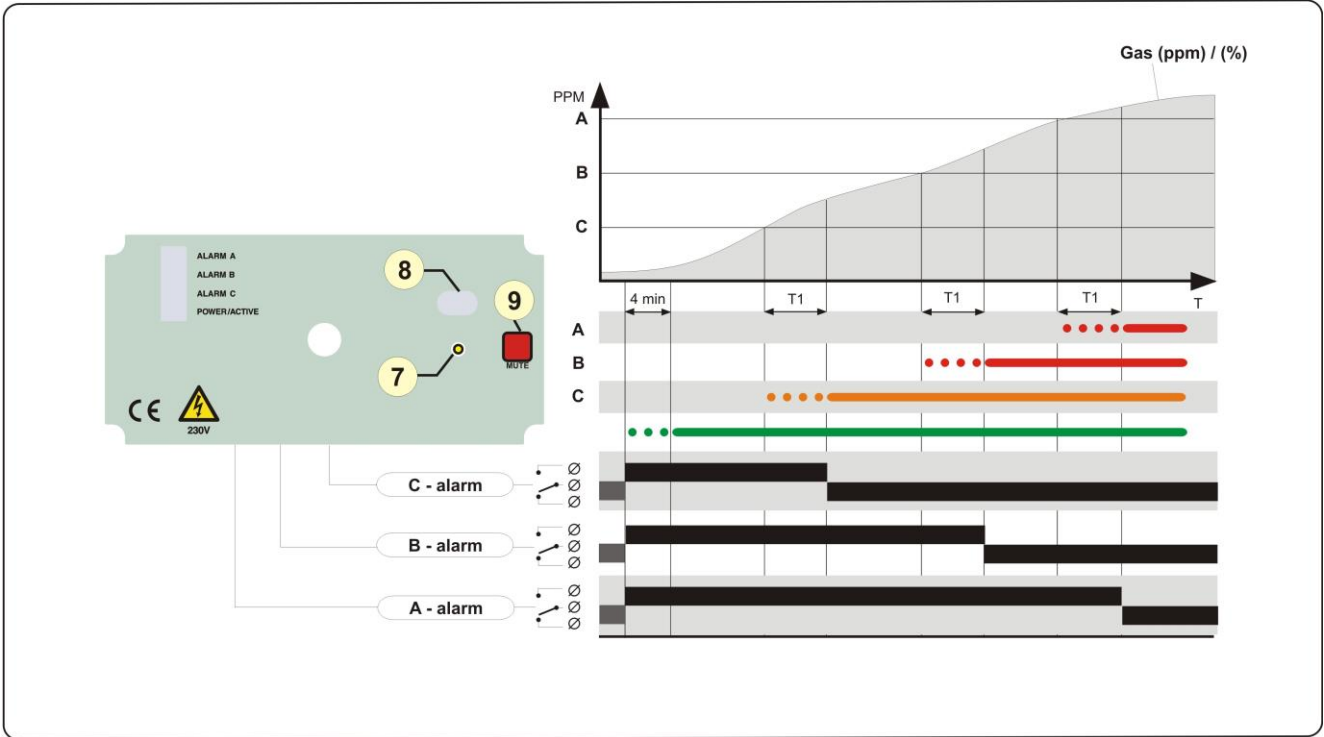 Gas (ppm) / (%)
PPM
A
B
C
4 min
T1
T1
T1
T
A
B
C
ALARM A
ALARM B
ALARM C
POWER/ACTIVE
8
9
7
MUTE
CE
230V
C - alarm
B - alarm
A - alarm